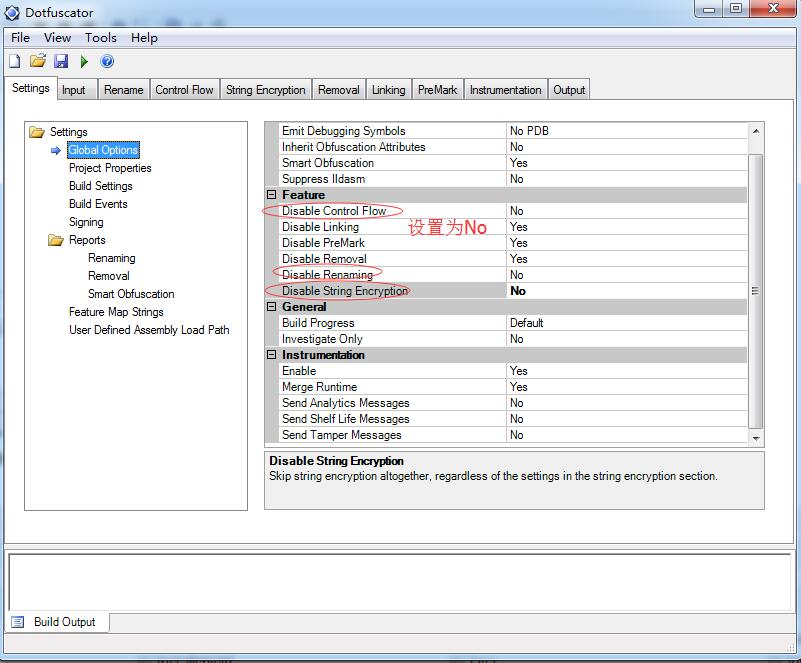 Dotfuscator
File View Tools Help
Settings Input Rename Control Flow String Encryption Removal Linking PreMark Instrumentation Output
Settings
Global Options
Project Properties
Build Settings
Build Events
Signing
Reports
Renaming
Removal
Smart Obfuscation
Feature Map Strings
User Defined Assembly Load Path
Emit Debugging Symbols No PDB
Inherit Obfuscation Attributes No
Smart Obfuscation Yes
Suppress Ildasm No
Feature
Disable Control Flow No
设置为No
Disable Linking Yes
Disable PreMark Yes
Disable Removal Yes
Disable Renaming No
Disable String Encryption No
General
Build Progress Default
Investigate Only No
Instrumentation
Enable Yes
Merge Runtime Yes
Send Analytics Messages No
Send Shelf Life Messages No
Send Tamper Messages No
Disable String Encryption
Skip string encryption altogether, regardless of the settings in the string encryption section.
Build Output